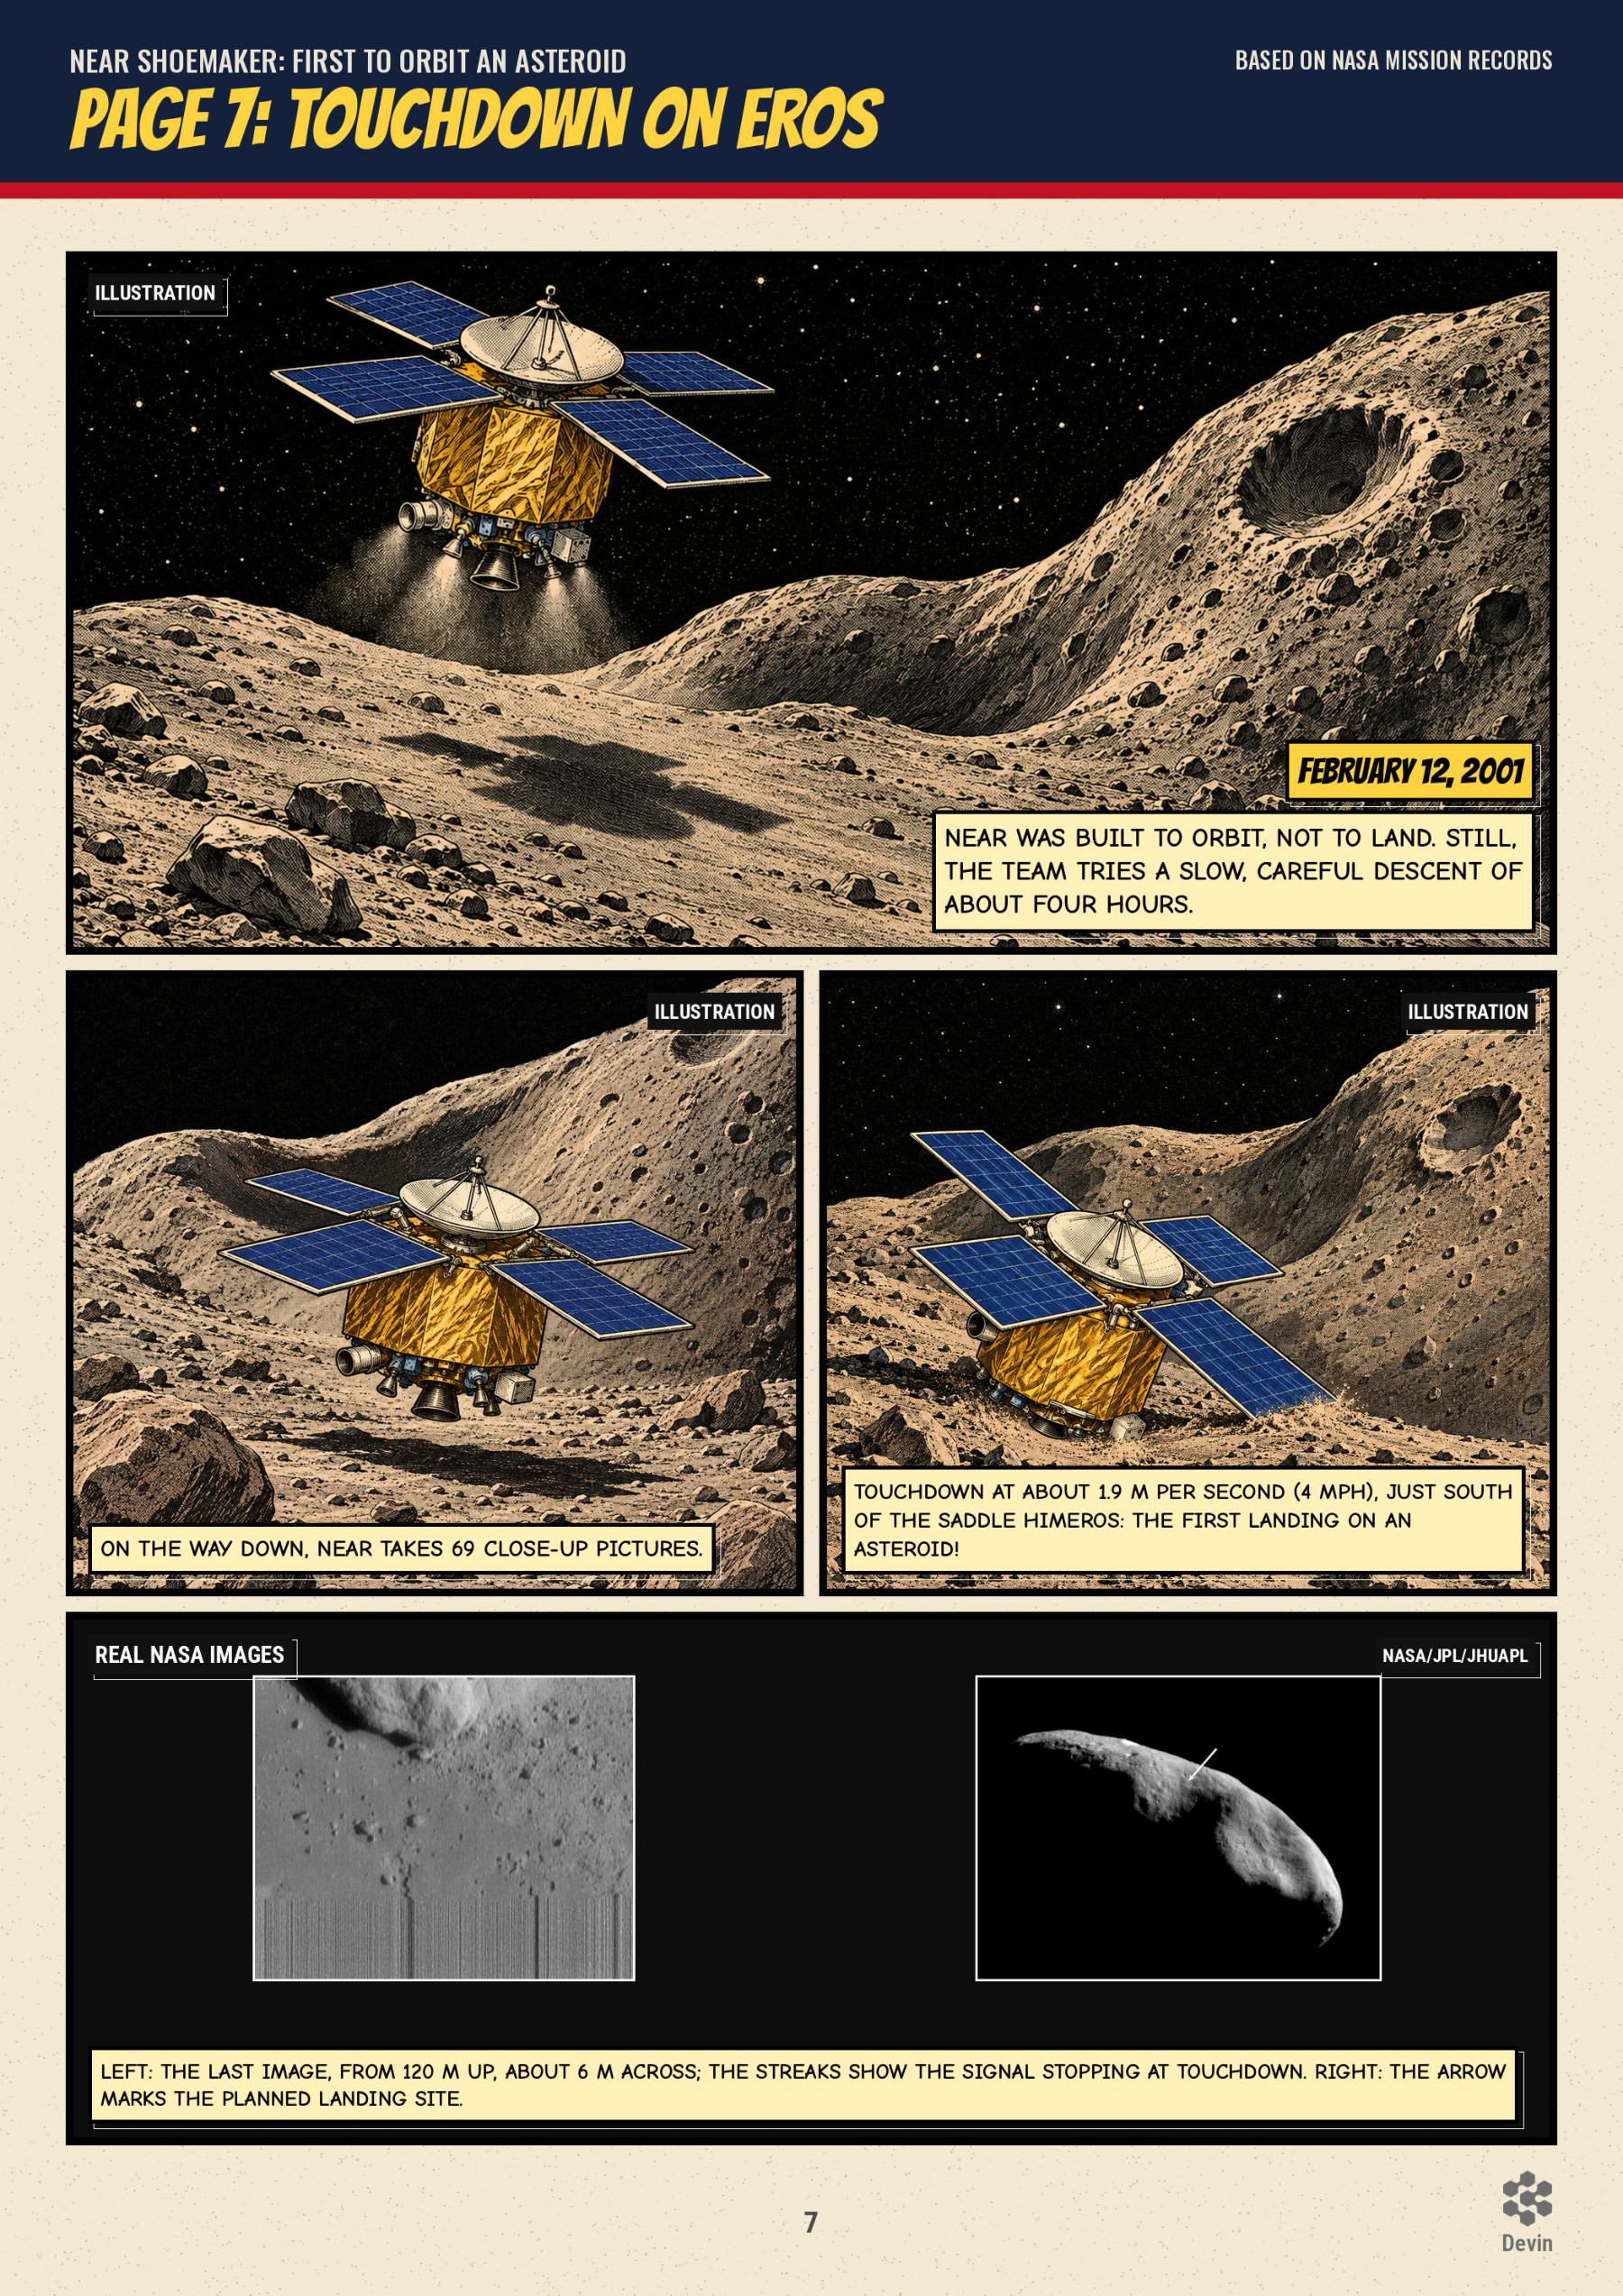 NEAR SHOEMAKER: FIRST TO ORBIT AN ASTEROID
BASED ON NASA MISSION RECORDS
PAGE 7: TOUCHDOWN ON EROS
ILLUSTRATION
FEBRUARY 12, 2001
NEAR WAS BUILT TO ORBIT, NOT TO LAND. STILL,
THE TEAM TRIES A SLOW, CAREFUL DESCENT OF
ABOUT FOUR HOURS.
ILLUSTRATION
ON THE WAY DOWN, NEAR TAKES 69 CLOSE-UP PICTURES.
ILLUSTRATION
TOUCHDOWN AT ABOUT 1.9 M PER SECOND (4 MPH), JUST SOUTH
OF THE SADDLE HIMEROS: THE FIRST LANDING ON AN
ASTEROID!
REAL NASA IMAGES
NASA/JPL/JHUAPL
LEFT: THE LAST IMAGE, FROM 120 M UP, ABOUT 6 M ACROSS; THE STREAKS SHOW THE SIGNAL STOPPING AT TOUCHDOWN. RIGHT: THE ARROW
MARKS THE PLANNED LANDING SITE.
7
Devin